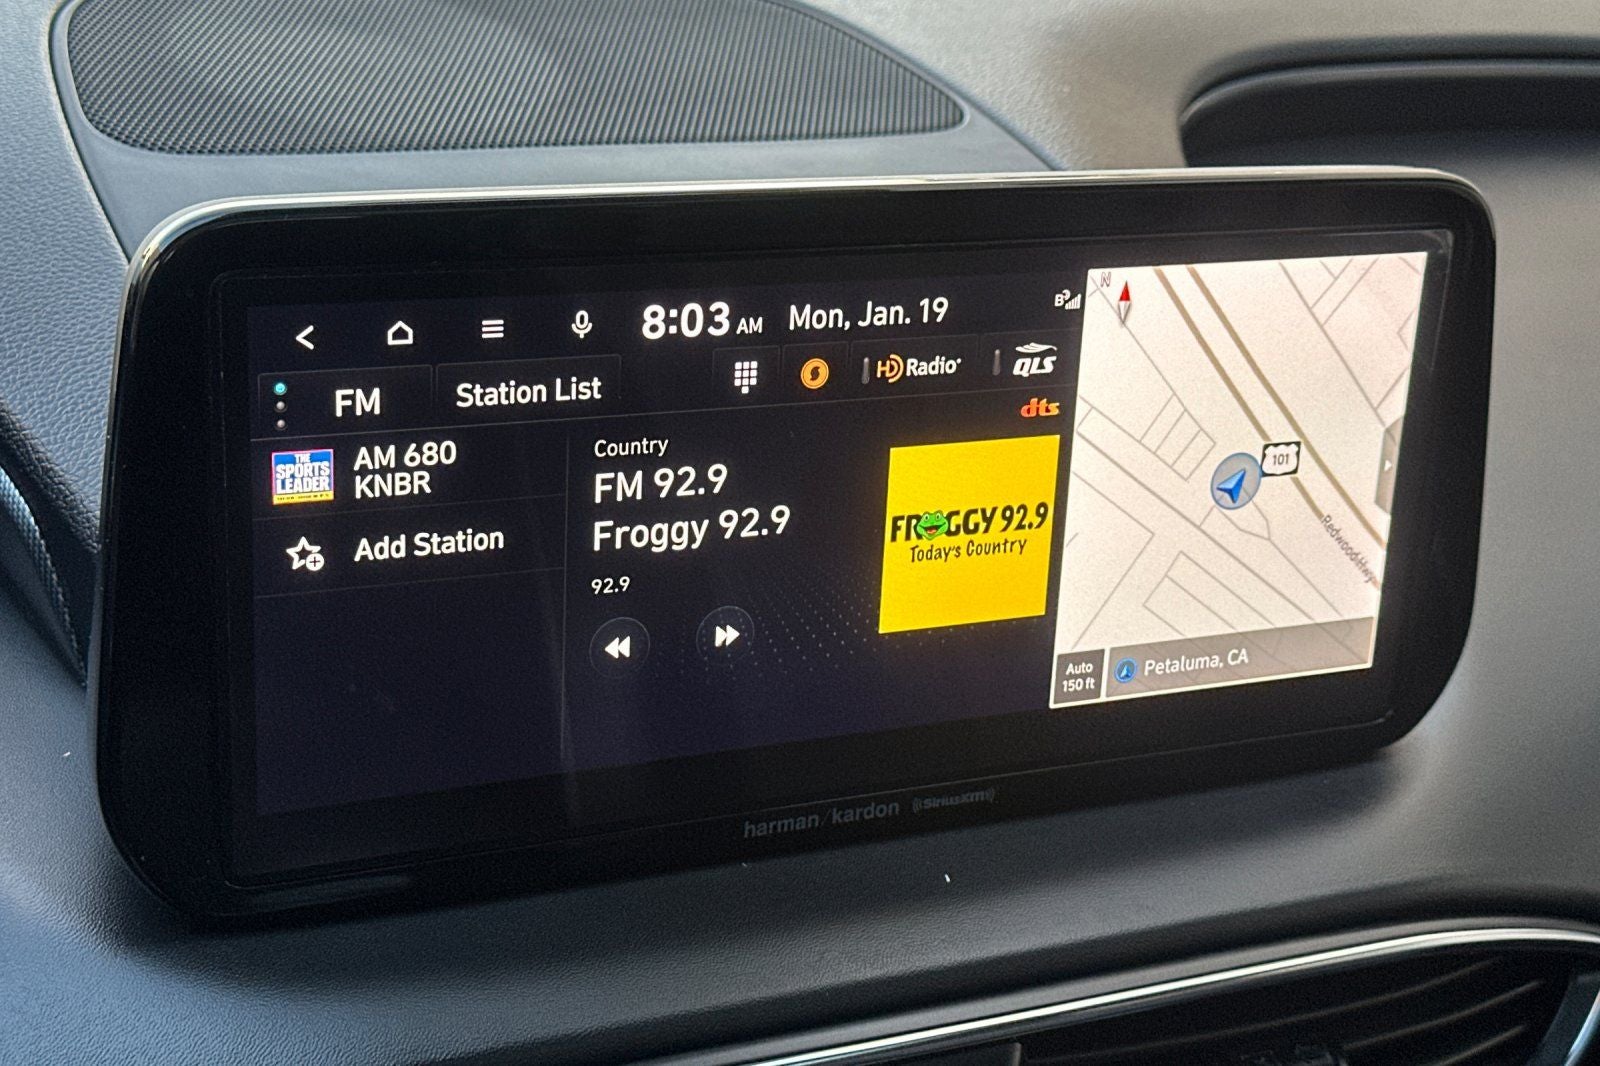 8:03 AM
Mon, Jan. 19
FM
Station List
HD Radio
QLS
dts
THE
SPORTS
LEADER
AM 680
KNBR
Add Station
Country
FM 92.9
Froggy 92.9
92.9
FROGGY 92.9
Today's Country
N
101
Redwood Hwy
Auto
150 ft
Petaluma, CA
harman/kardon
((SiriusXM))